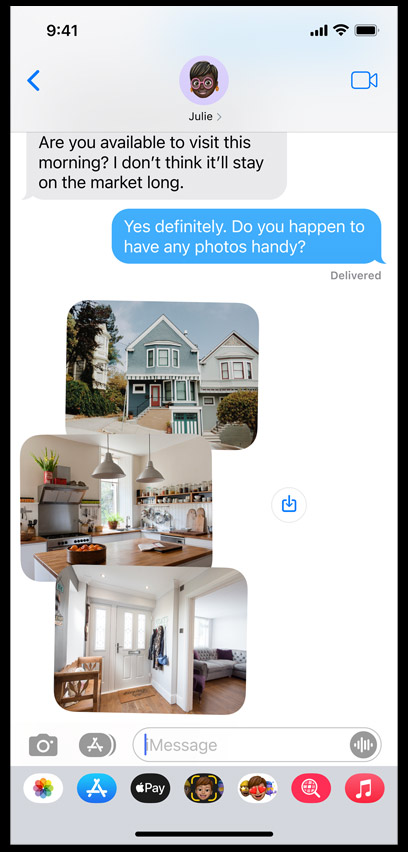 9:41
Julie >
Are you available to visit this
morning? I don’t think it’ll stay
on the market long.
Yes definitely. Do you happen to
have any photos handy?
Delivered
iMessage
Pay